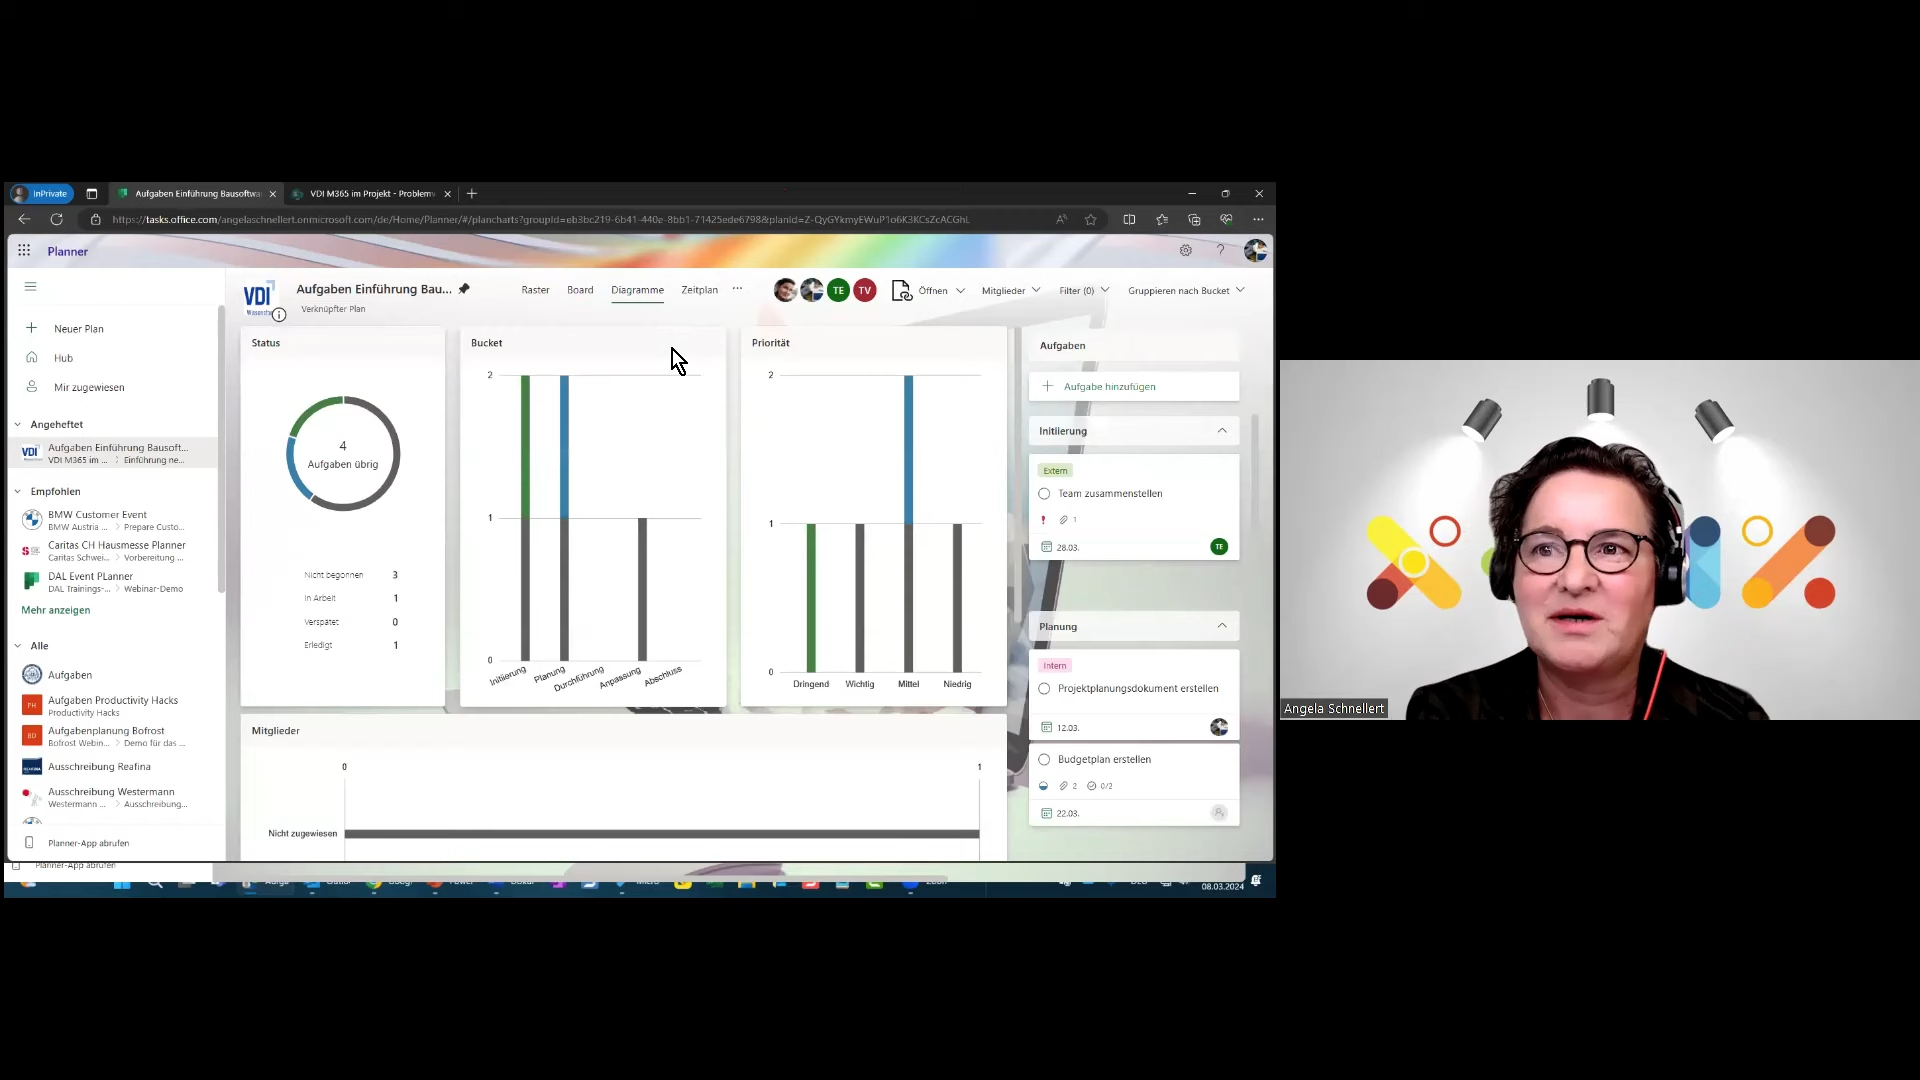 InPrivate
Aufgaben Einführung Bausoftwa
VDI M365 im Projekt - Problemv
https://tasks.office.com/angelaschnellert.onmicrosoft.com/de/Home/Planner/#/plancharts?groupId=eb3bc219-6b41-440e-8bb1-71425ede6798&planId=Z-QyGYkmyEWuP1o6K3KCsZcACGhL
Planner
Neuer Plan
Hub
Mir zugewiesen
Angeheftet
Aufgaben Einführung Bausoft...
VDI M365 im ... > Einführung ne...
Empfohlen
BMW Customer Event
BMW Austria ... > Prepare Custo...
Caritas CH Hausmesse Planner
Caritas Schwei... > Vorbereitung ...
DAL Event PLanner
DAL Trainings-... > Webinar-Demo
Mehr anzeigen
Alle
Aufgaben
PH
Aufgaben Productivity Hacks
Productivity Hacks
BD
Aufgabenplanung Bofrost
Bofrost Webin... > Demo für das ...
Ausschreibung Reafina
Ausschreibung Westermann
Westermann ... > Ausschreibung...
Planner-App abrufen
Planner-App abrufen
VDI
Aufgaben Einführung Bau...
Verknüpfter Plan
Raster
Board
Diagramme
Zeitplan
...
TE
TV
Öffnen
Mitglieder
Filter (0)
Gruppieren nach Bucket
Status
4
Aufgaben übrig
Nicht begonnen 3
In Arbeit 1
Verspätet 0
Erledigt 1
Bucket
2
1
0
Initiierung
Planung
Durchführung
Anpassung
Abschluss
Priorität
2
1
0
Dringend
Wichtig
Mittel
Niedrig
Mitglieder
0
1
Nicht zugewiesen
Aufgaben
Aufgabe hinzufügen
Initiierung
Extern
Team zusammenstellen
1
28.03.
TE
Planung
Intern
Projektplanungsdokument erstellen
12.03.
Budgetplan erstellen
2
0/2
22.03.
08.03.2024
Angela Schnellert